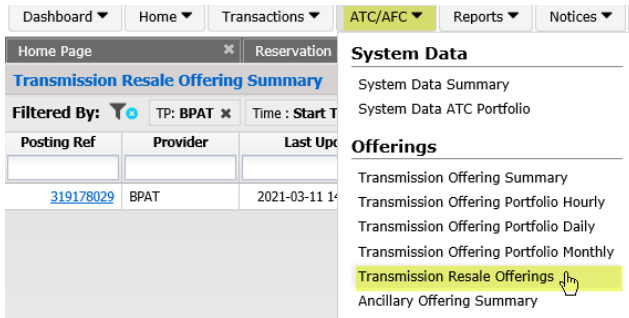 Dashboard Home Transactions ATC/AFC Reports Notices
Home Page Reservation
Transmission Resale Offering Summary
Filtered By: TP: BPAT Time : Start T
Posting Ref Provider Last Upd
319178029 BPAT 2021-03-11 14
System Data
System Data Summary
System Data ATC Portfolio
Offerings
Transmission Offering Summary
Transmission Offering Portfolio Hourly
Transmission Offering Portfolio Daily
Transmission Offering Portfolio Monthly
Transmission Resale Offerings
Ancillary Offering Summary